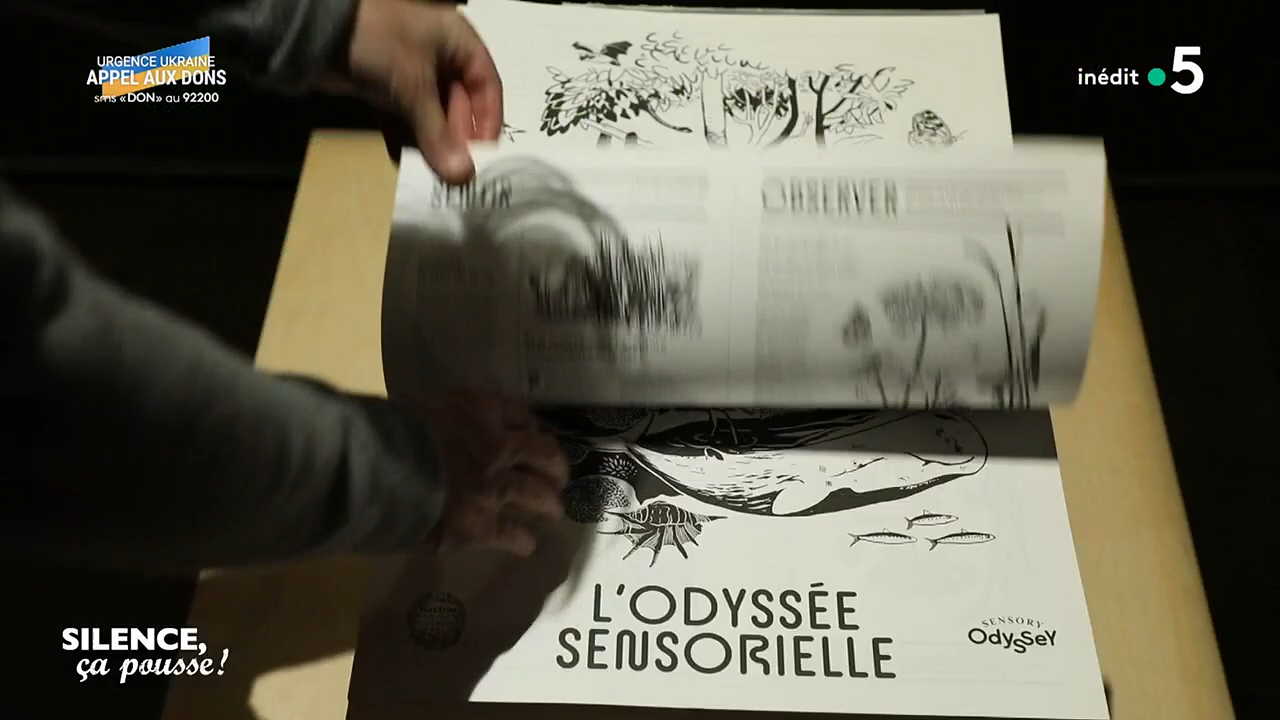 URGENCE UKRAINE
APPEL AUX DONS
sms «DON» au 92200
inédit 5
OBSERVER
L'ODYSSÉE
SENSORIELLE
SENSORY
OdysseY
SILENCE,
ça pousse!